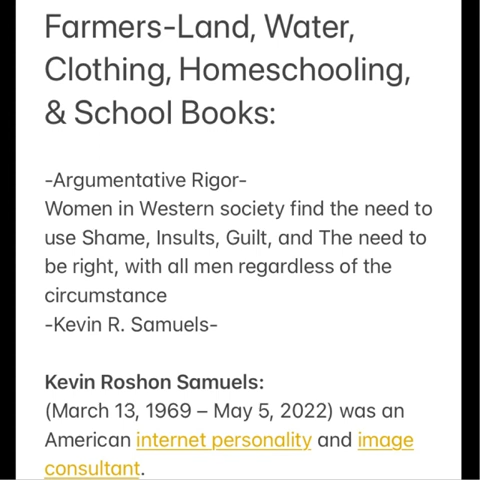 Farmers-Land, Water,
Clothing, Homeschooling,
& School Books:
-Argumentative Rigor-
Women in Western society find the need to
use Shame, Insults, Guilt, and The need to
be right, with all men regardless of the
circumstance
-Kevin R. Samuels-
Kevin Roshon Samuels:
(March 13, 1969 – May 5, 2022) was an
American internet personality and image
consultant.